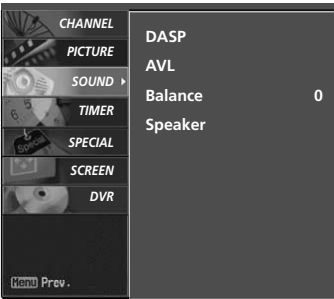 CHANNEL
PICTURE
SOUND
TIMER
SPECIAL
SCREEN
DVR
Menu Prev.
DASP
AVL
Balance 0
Speaker